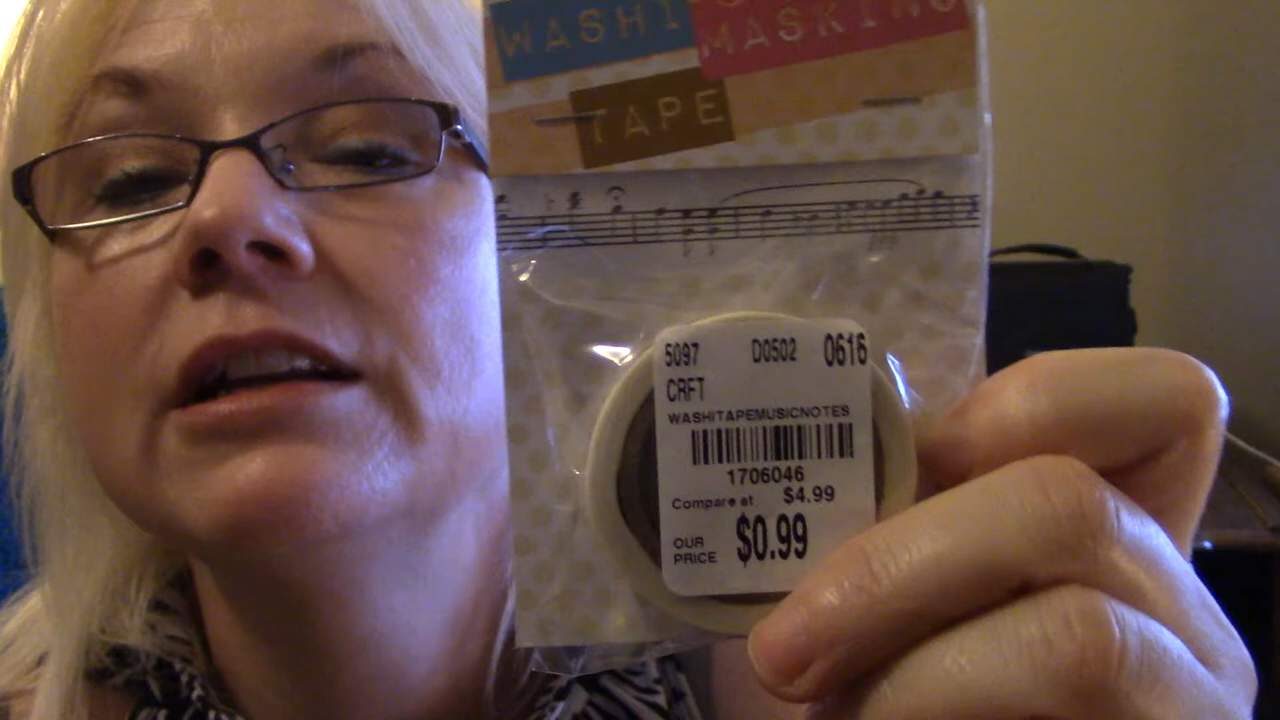 WASHI
MASKING
TAPE
5097 D0502 0616
CRFT
WASHITAPEMUSICNOTES
1706046
Compare at $4.99
OUR PRICE $0.99